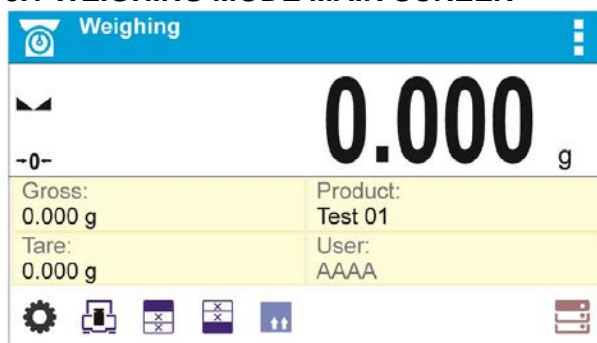 Weighing
0.000 g
→0←
Gross:
0.000 g
Product:
Test 01
Tare:
0.000 g
User:
AAAA